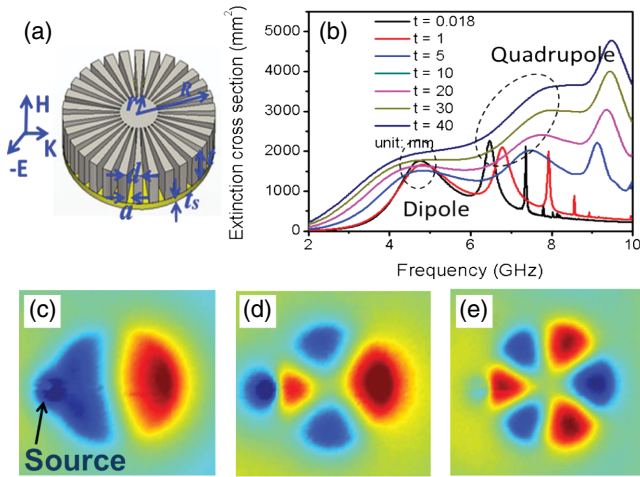 (a)
H
K
-E
r
R
d
a
t
ts
(b)
Extinction cross section (mm²)
5000
4000
3000
2000
1000
0
t = 0.018
t = 1
t = 5
t = 10
t = 20
t = 30
t = 40
unit: mm
Quadrupole
Dipole
2 4 6 8 10
Frequency (GHz)
(c)
Source
(d)
(e)